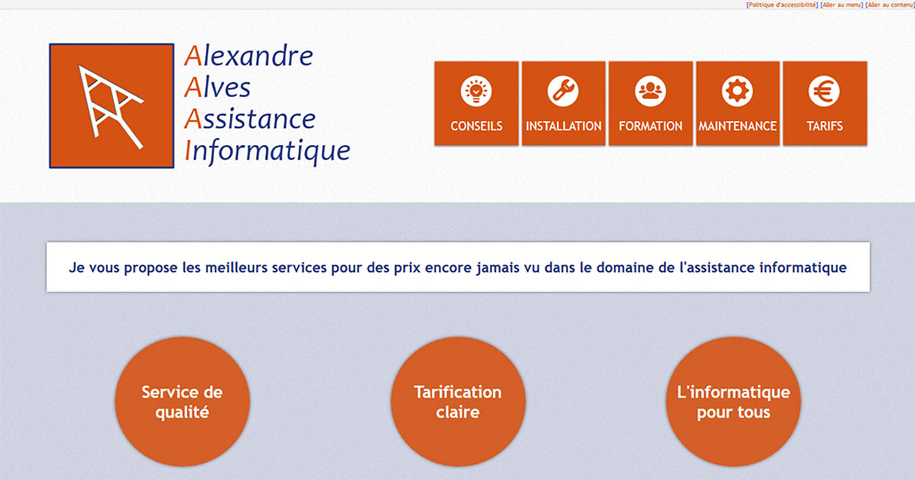 [Politique d'accessibilité] [Aller au menu] [Aller au contenu]
Alexandre
Alves
Assistance
Informatique
CONSEILS
INSTALLATION
FORMATION
MAINTENANCE
TARIFS
Je vous propose les meilleurs services pour des prix encore jamais vu dans le domaine de l'assistance informatique
Service de
qualité
Tarification
claire
L'informatique
pour tous